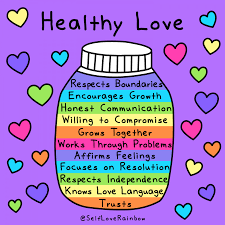 Healthy Love
Respects Boundaries
Encourages Growth
Honest Communication
Willing to Compromise
Grows Together
Works Through Problems
Affirms Feelings
Focuses on Resolution
Respects Independence
Knows Love Language
Trusts
@SelfLoveRainbow